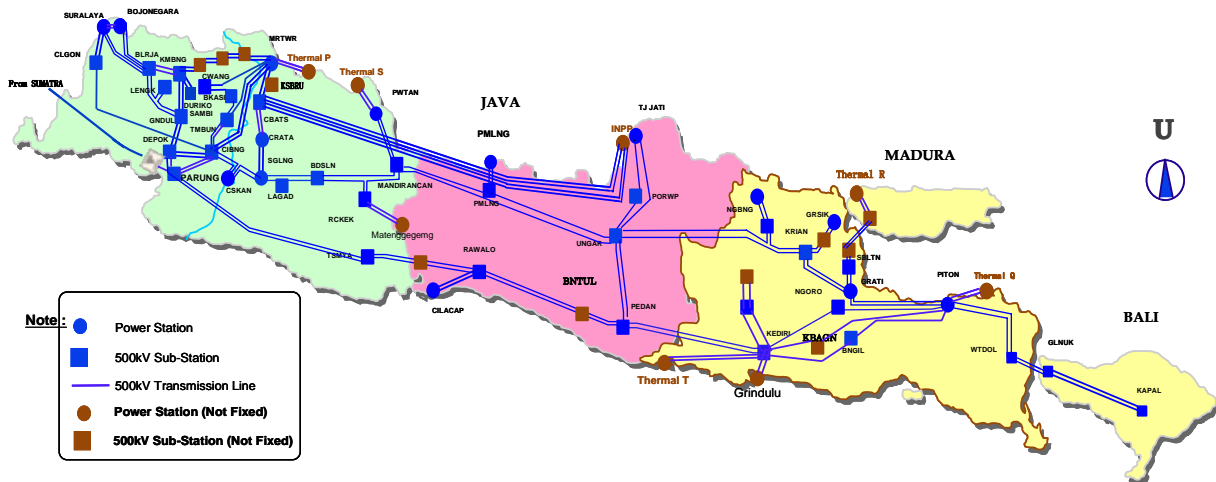 BOJONEGARA
SURALAYA
MRTWR
CLGON
BLRJA
KMBNG
Thermal P
Thermal S
From SUMATRA
CWANG
KSBRU
LENGK
BKASI
PWTAN
DURIKO
SAMBI
GNDUL
TMBUN
CBATS
DEPOK
CIBNG
CRATA
SGLNG
BDSLN
PARUNG
CSKAN
LAGAD
MANDIRANCAN
RCKEK
Matenggegemg
TSMYA
JAVA
PMLNG
TJ JATI
INPP
PMLNG
PORWP
UNGAR
RAWALO
BNTUL
CILACAP
PEDAN
MADURA
Thermal R
NGBNG
GRSIK
KRIAN
SBLTN
NGORO
GRATI
PITON
Thermal Q
KEDIRI
KBAGN
BNGIL
WTDOL
Thermal T
Grindulu
U
BALI
GLNUK
KAPAL
Note :
Power Station
500kV Sub-Station
500kV Transmission Line
Power Station (Not Fixed)
500kV Sub-Station (Not Fixed)